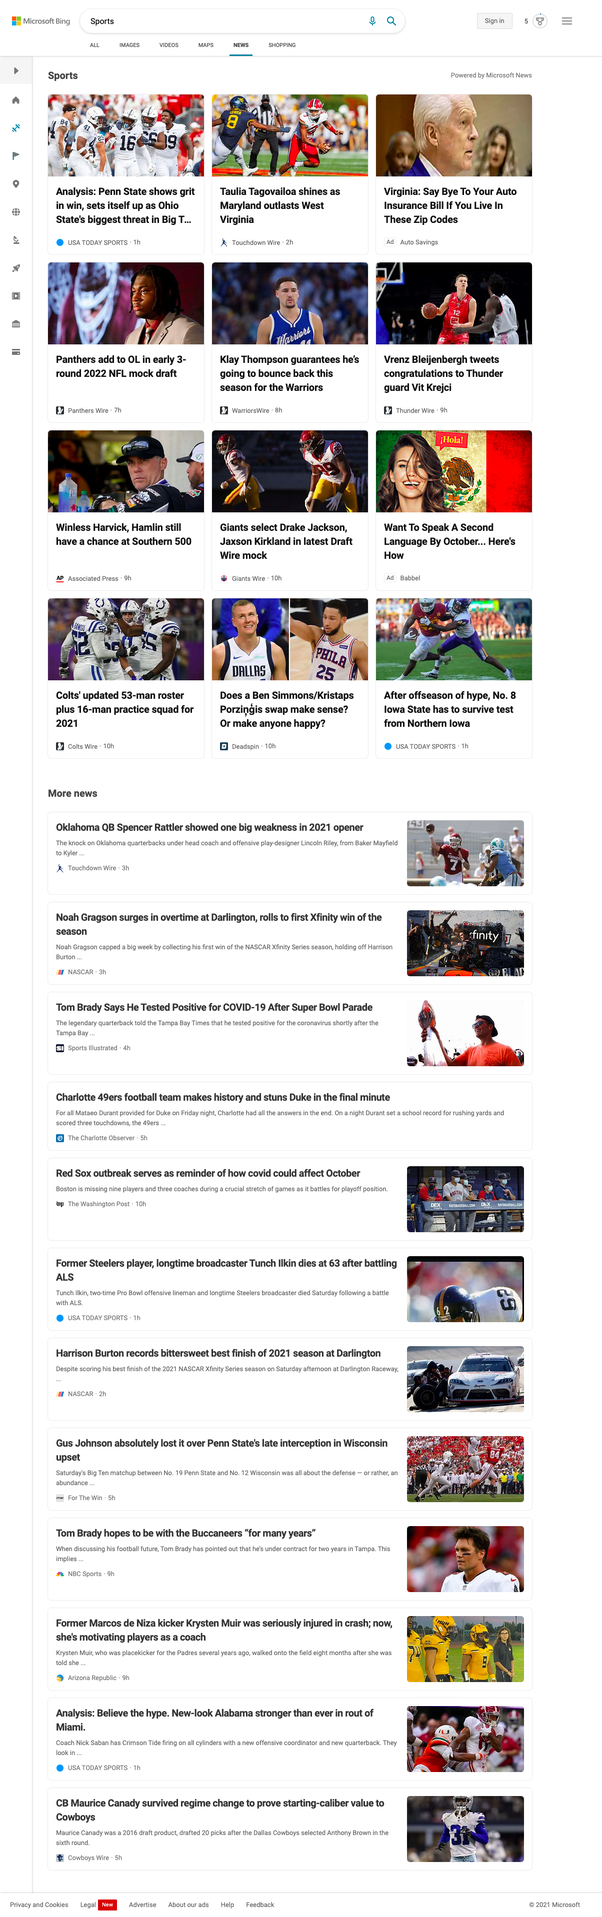 Microsoft Bing
Sports
Sign in
5
ALL
IMAGES
VIDEOS
MAPS
NEWS
SHOPPING
Sports
Powered by Microsoft News
Analysis: Penn State shows grit
in win, sets itself up as Ohio
State's biggest threat in Big T...
USA TODAY SPORTS · 1h
Taulia Tagovailoa shines as
Maryland outlasts West
Virginia
Touchdown Wire · 2h
Virginia: Say Bye To Your Auto
Insurance Bill If You Live In
These Zip Codes
Ad Auto Savings
Panthers add to OL in early 3-
round 2022 NFL mock draft
Panthers Wire · 7h
Warriors
Klay Thompson guarantees he's
going to bounce back this
season for the Warriors
WarriorsWire · 8h
12
Vrenz Bleijenbergh tweets
congratulations to Thunder
guard Vit Krejci
Thunder Wire · 9h
Winless Harvick, Hamlin still
have a chance at Southern 500
AP Associated Press · 9h
Giants select Drake Jackson,
Jaxson Kirkland in latest Draft
Wire mock
Giants Wire · 10h
¡Hola!
Want To Speak A Second
Language By October... Here's
How
Ad Babbel
Colts' updated 53-man roster
plus 16-man practice squad for
2021
Colts Wire · 10h
DALLAS
PHILA
25
Does a Ben Simmons/Kristaps
Porziņģis swap make sense?
Or make anyone happy?
Deadspin · 10h
After offseason of hype, No. 8
Iowa State has to survive test
from Northern Iowa
USA TODAY SPORTS · 1h
More news
Oklahoma QB Spencer Rattler showed one big weakness in 2021 opener
The knock on Oklahoma quarterbacks under head coach and offensive play-designer Lincoln Riley, from Baker Mayfield
to Kyler ...
Touchdown Wire · 3h
7
Noah Gragson surges in overtime at Darlington, rolls to first Xfinity win of the
season
Noah Gragson capped a big week by collecting his first win of the NASCAR Xfinity Series season, holding off Harrison
Burton ...
NASCAR · 3h
xfinity
Tom Brady Says He Tested Positive for COVID-19 After Super Bowl Parade
The legendary quarterback told the Tampa Bay Times that he tested positive for the coronavirus shortly after the
Tampa Bay ...
SI Sports Illustrated · 4h
Charlotte 49ers football team makes history and stuns Duke in the final minute
For all Mataeo Durant provided for Duke on Friday night, Charlotte had all the answers in the end. On a night Durant set a school record for rushing yards and
scored three touchdowns, the 49ers ...
The Charlotte Observer · 5h
Red Sox outbreak serves as reminder of how covid could affect October
Boston is missing nine players and three coaches during a crucial stretch of games as it battles for playoff position.
wp The Washington Post · 10h
Former Steelers player, longtime broadcaster Tunch Ilkin dies at 63 after battling
ALS
Tunch Ilkin, two-time Pro Bowl offensive lineman and longtime Steelers broadcaster died Saturday following a battle
with ALS.
USA TODAY SPORTS · 1h
62
Harrison Burton records bittersweet best finish of 2021 season at Darlington
Despite scoring his best finish of the 2021 NASCAR Xfinity Series season on Saturday afternoon at Darlington Raceway,
...
NASCAR · 2h
Gus Johnson absolutely lost it over Penn State's late interception in Wisconsin
upset
Saturday's Big Ten matchup between No. 19 Penn State and No. 12 Wisconsin was all about the defense — or rather, an
abundance ...
For The Win · 5h
84
Tom Brady hopes to be with the Buccaneers “for many years”
When discussing his football future, Tom Brady has pointed out that he's under contract for two years in Tampa. This
implies ...
NBC Sports · 9h
Former Marcos de Niza kicker Krysten Muir was seriously injured in crash; now,
she's motivating players as a coach
Krysten Muir, who was placekicker for the Padres several years ago, walked onto the field eight months after she was
told she ...
Arizona Republic · 9h
Analysis: Believe the hype. New-look Alabama stronger than ever in rout of
Miami.
Coach Nick Saban has Crimson Tide firing on all cylinders with a new offensive coordinator and new quarterback. They
look in ...
USA TODAY SPORTS · 1h
CB Maurice Canady survived regime change to prove starting-caliber value to
Cowboys
Maurice Canady was a 2016 draft product, drafted 20 picks after the Dallas Cowboys selected Anthony Brown in the
sixth round.
Cowboys Wire · 5h
31
Privacy and Cookies
Legal New
Advertise
About our ads
Help
Feedback
© 2021 Microsoft